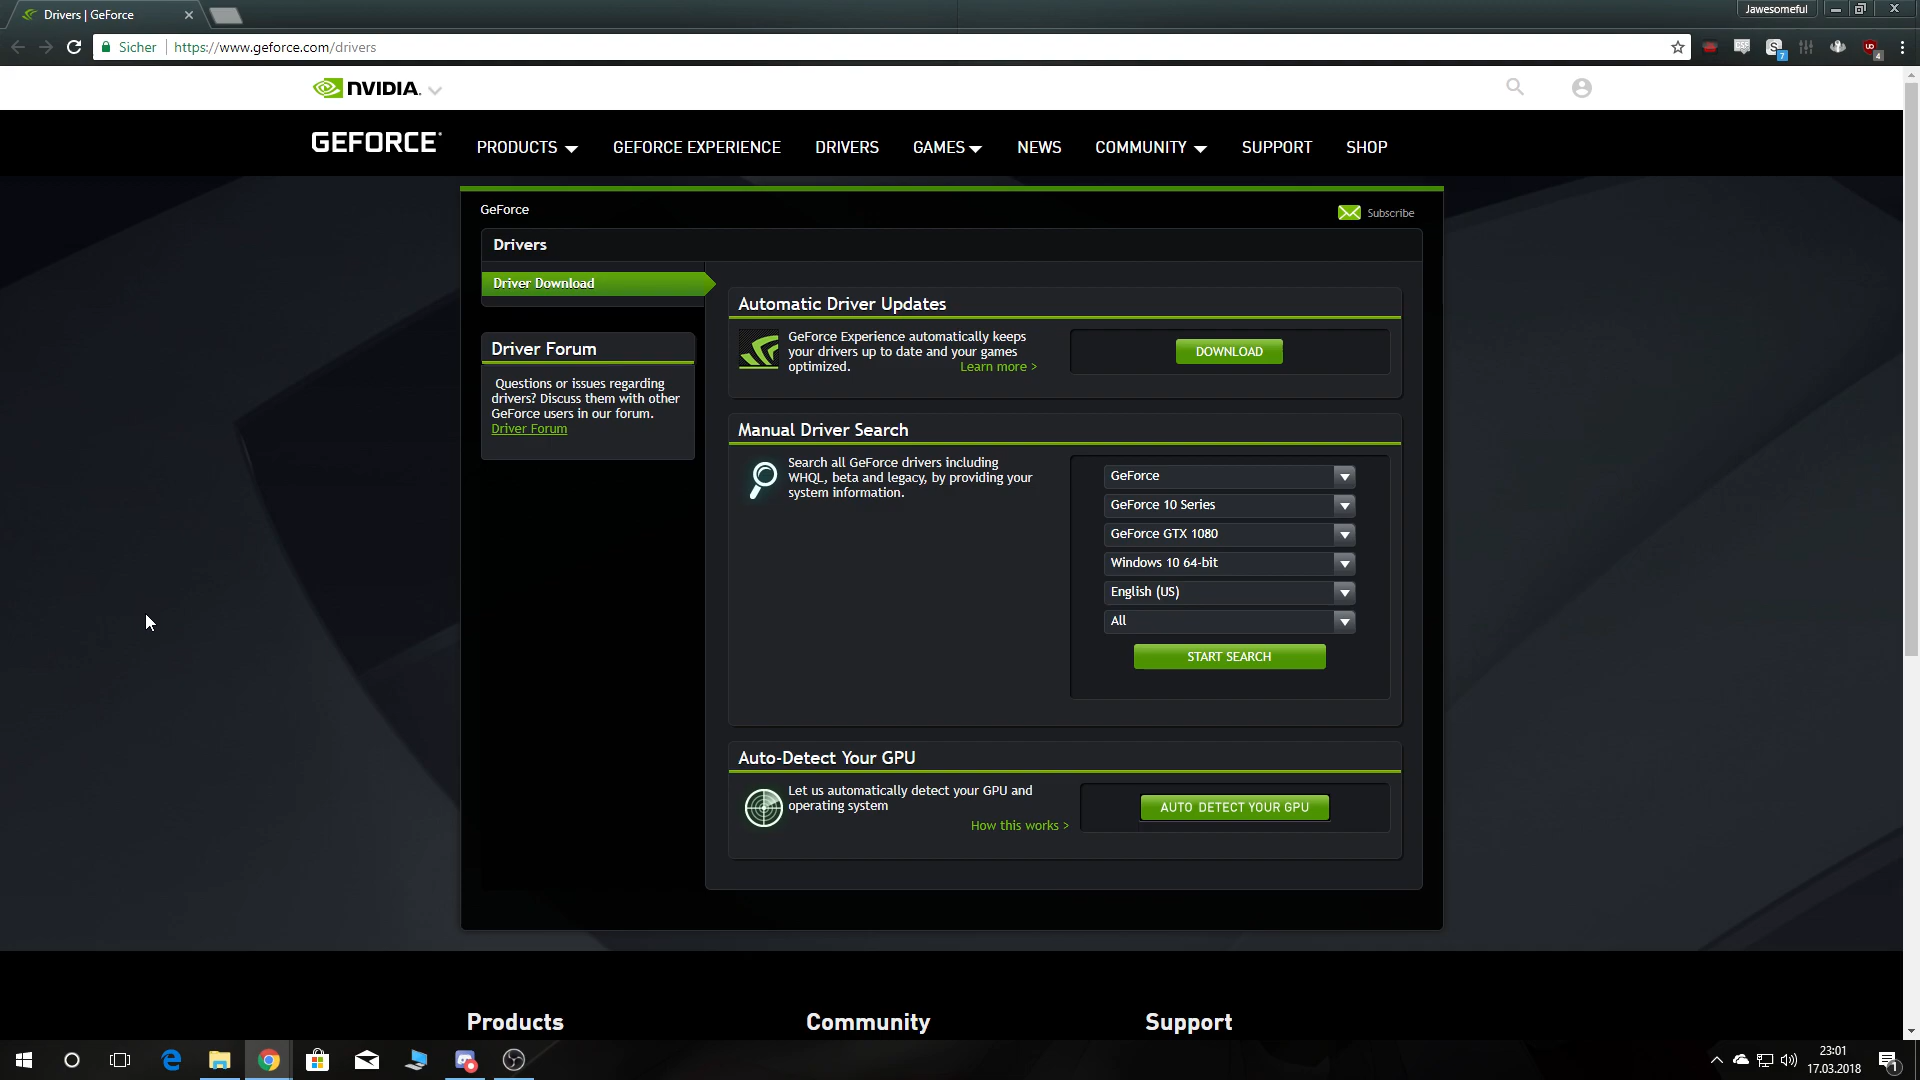 Drivers | GeForce
Jawesomeful
Sicher
https://www.geforce.com/drivers
7
4
NVIDIA.
GEFORCE
PRODUCTS
GEFORCE EXPERIENCE
DRIVERS
GAMES
NEWS
COMMUNITY
SUPPORT
SHOP
GeForce
Subscribe
Drivers
Driver Download
Driver Forum
Questions or issues regarding
drivers? Discuss them with other
GeForce users in our forum.
Driver Forum
Automatic Driver Updates
GeForce Experience automatically keeps
your drivers up to date and your games
optimized.
Learn more >
DOWNLOAD
Manual Driver Search
Search all GeForce drivers including
WHQL, beta and legacy, by providing your
system information.
GeForce
GeForce 10 Series
GeForce GTX 1080
Windows 10 64-bit
English (US)
All
START SEARCH
Auto-Detect Your GPU
Let us automatically detect your GPU and
operating system
How this works >
AUTO DETECT YOUR GPU
Products
Community
Support
23:01
17.03.2018
1